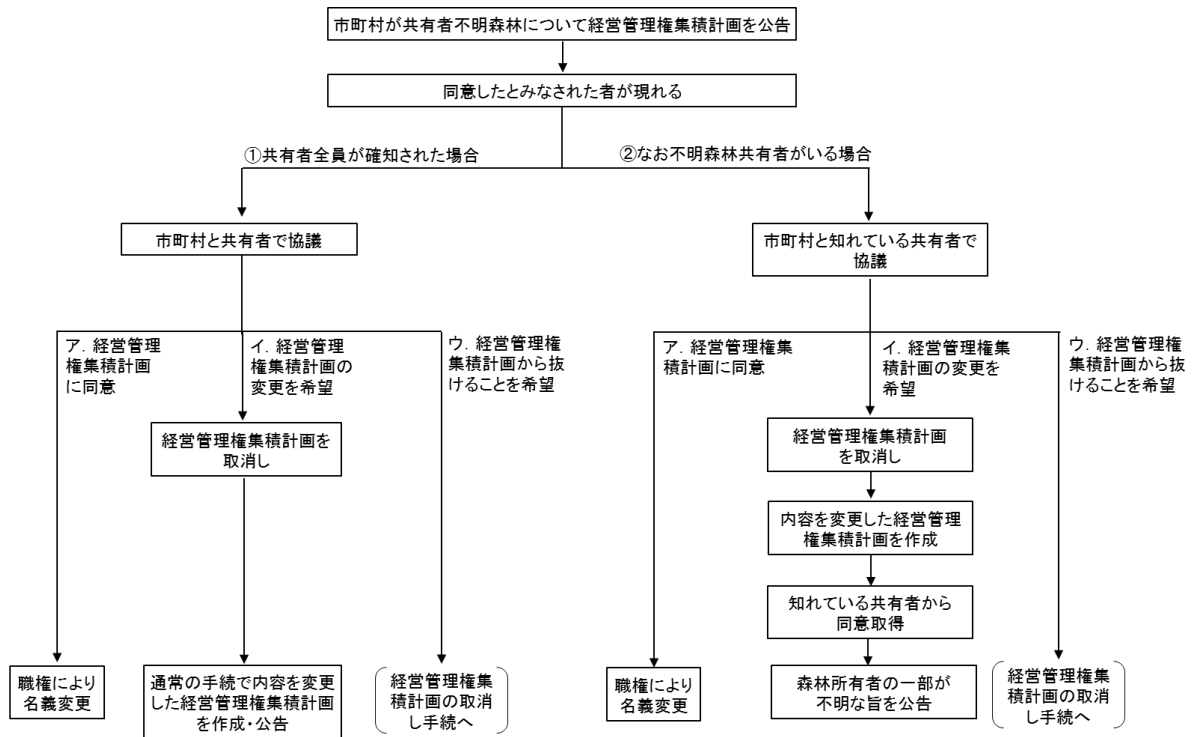 市町村が共有者不明森林について経営管理権集積計画を公告
同意したとみなされた者が現れる
①共有者全員が確知された場合
②なお不明森林共有者がいる場合
市町村と共有者で協議
市町村と知れている共有者で
協議
ア．経営管理
権集積計画
に同意
イ．経営管理
権集積計画の
変更を希望
ウ．経営管理権
集積計画から抜
けることを希望
ア．経営管理権集
積計画に同意
イ．経営管理権集
積計画の変更を
希望
ウ．経営管理権
集積計画から抜
けることを希望
経営管理権集積計画を
取消し
経営管理権集積計画
を取消し
内容を変更した経営管理
権集積計画を作成
知れている共有者から
同意取得
職権により
名義変更
通常の手続で内容を変更
した経営管理権集積計画
を作成・公告
経営管理権集
積計画の取消
し手続へ
職権により
名義変更
森林所有者の一部が
不明な旨を公告
経営管理権集
積計画の取消
し手続へ